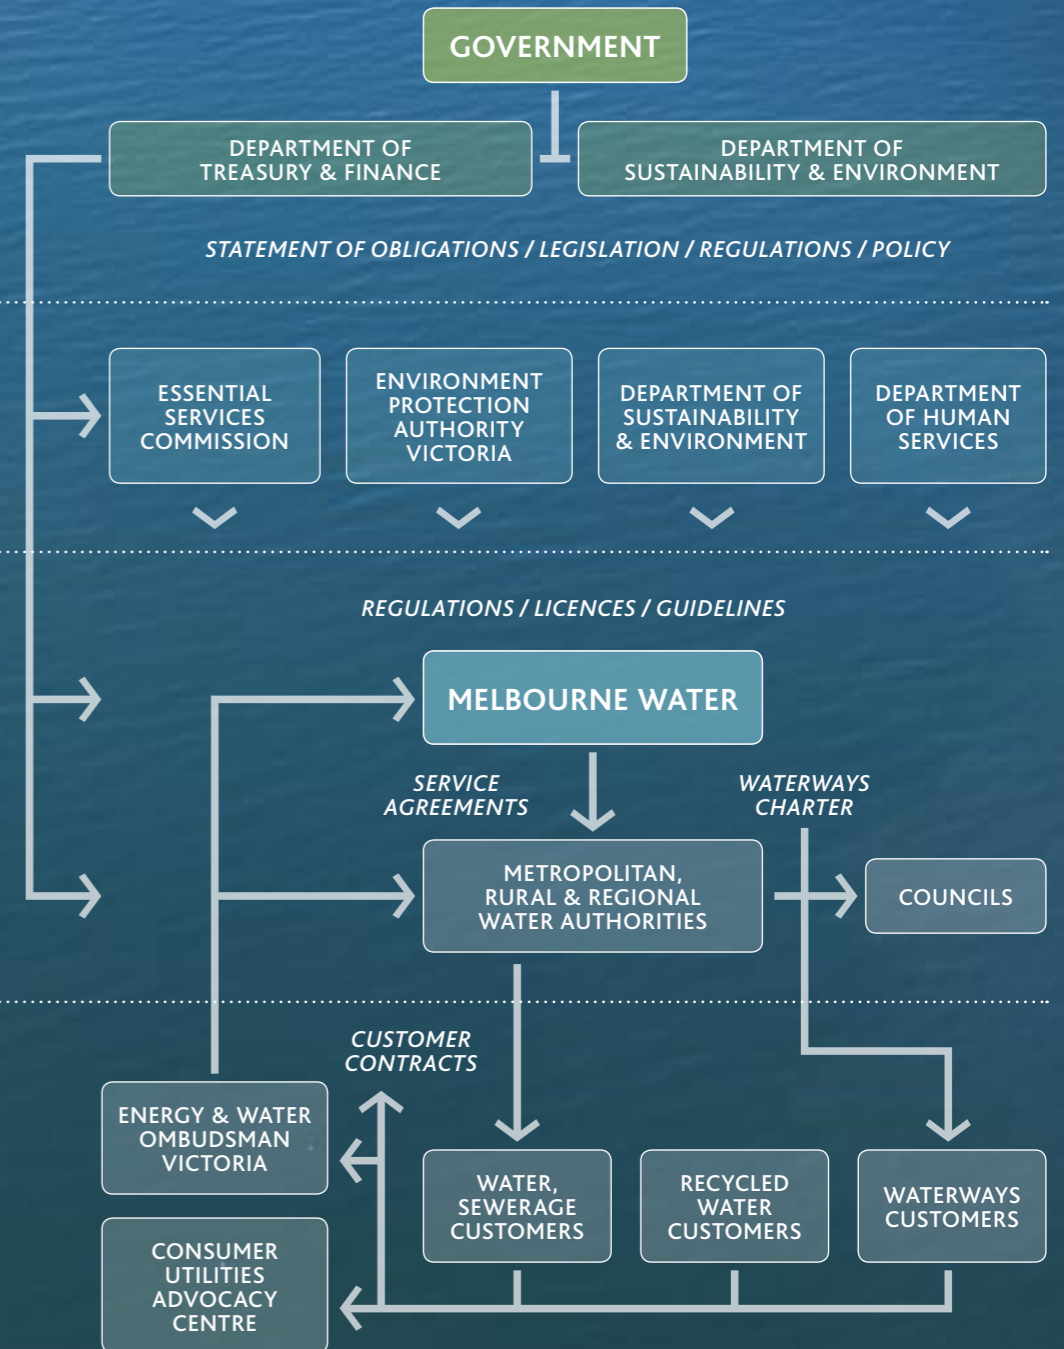 GOVERNMENT
DEPARTMENT OF
TREASURY & FINANCE
DEPARTMENT OF
SUSTAINABILITY & ENVIRONMENT
STATEMENT OF OBLIGATIONS / LEGISLATION / REGULATIONS / POLICY
ESSENTIAL
SERVICES
COMMISSION
ENVIRONMENT
PROTECTION
AUTHORITY
VICTORIA
DEPARTMENT OF
SUSTAINABILITY
& ENVIRONMENT
DEPARTMENT
OF HUMAN
SERVICES
REGULATIONS / LICENCES / GUIDELINES
MELBOURNE WATER
SERVICE
AGREEMENTS
WATERWAYS
CHARTER
METROPOLITAN,
RURAL & REGIONAL
WATER AUTHORITIES
COUNCILS
CUSTOMER
CONTRACTS
ENERGY & WATER
OMBUDSMAN
VICTORIA
WATER,
SEWERAGE
CUSTOMERS
RECYCLED
WATER
CUSTOMERS
WATERWAYS
CUSTOMERS
CONSUMER
UTILITIES
ADVOCACY
CENTRE